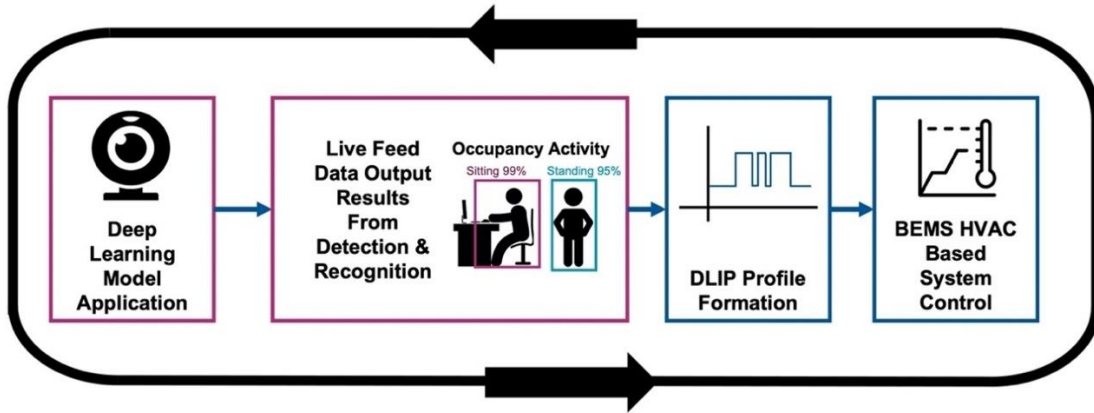 Deep
Learning
Model
Application
Live Feed
Data Output
Results
From
Detection &
Recognition
Occupancy Activity
Sitting 99%
Standing 95%
DLIP Profile
Formation
BEMS HVAC
Based
System
Control